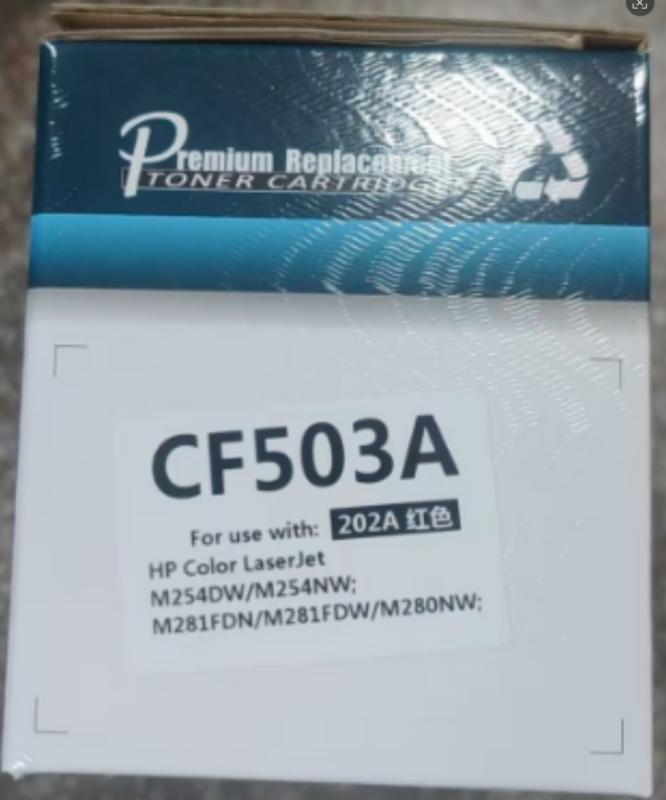 Premium Replacement
TONER CARTRIDGE
CF503A
For use with: 202A 红色
HP Color LaserJet
M254DW/M254NW;
M281FDN/M281FDW/M280NW;